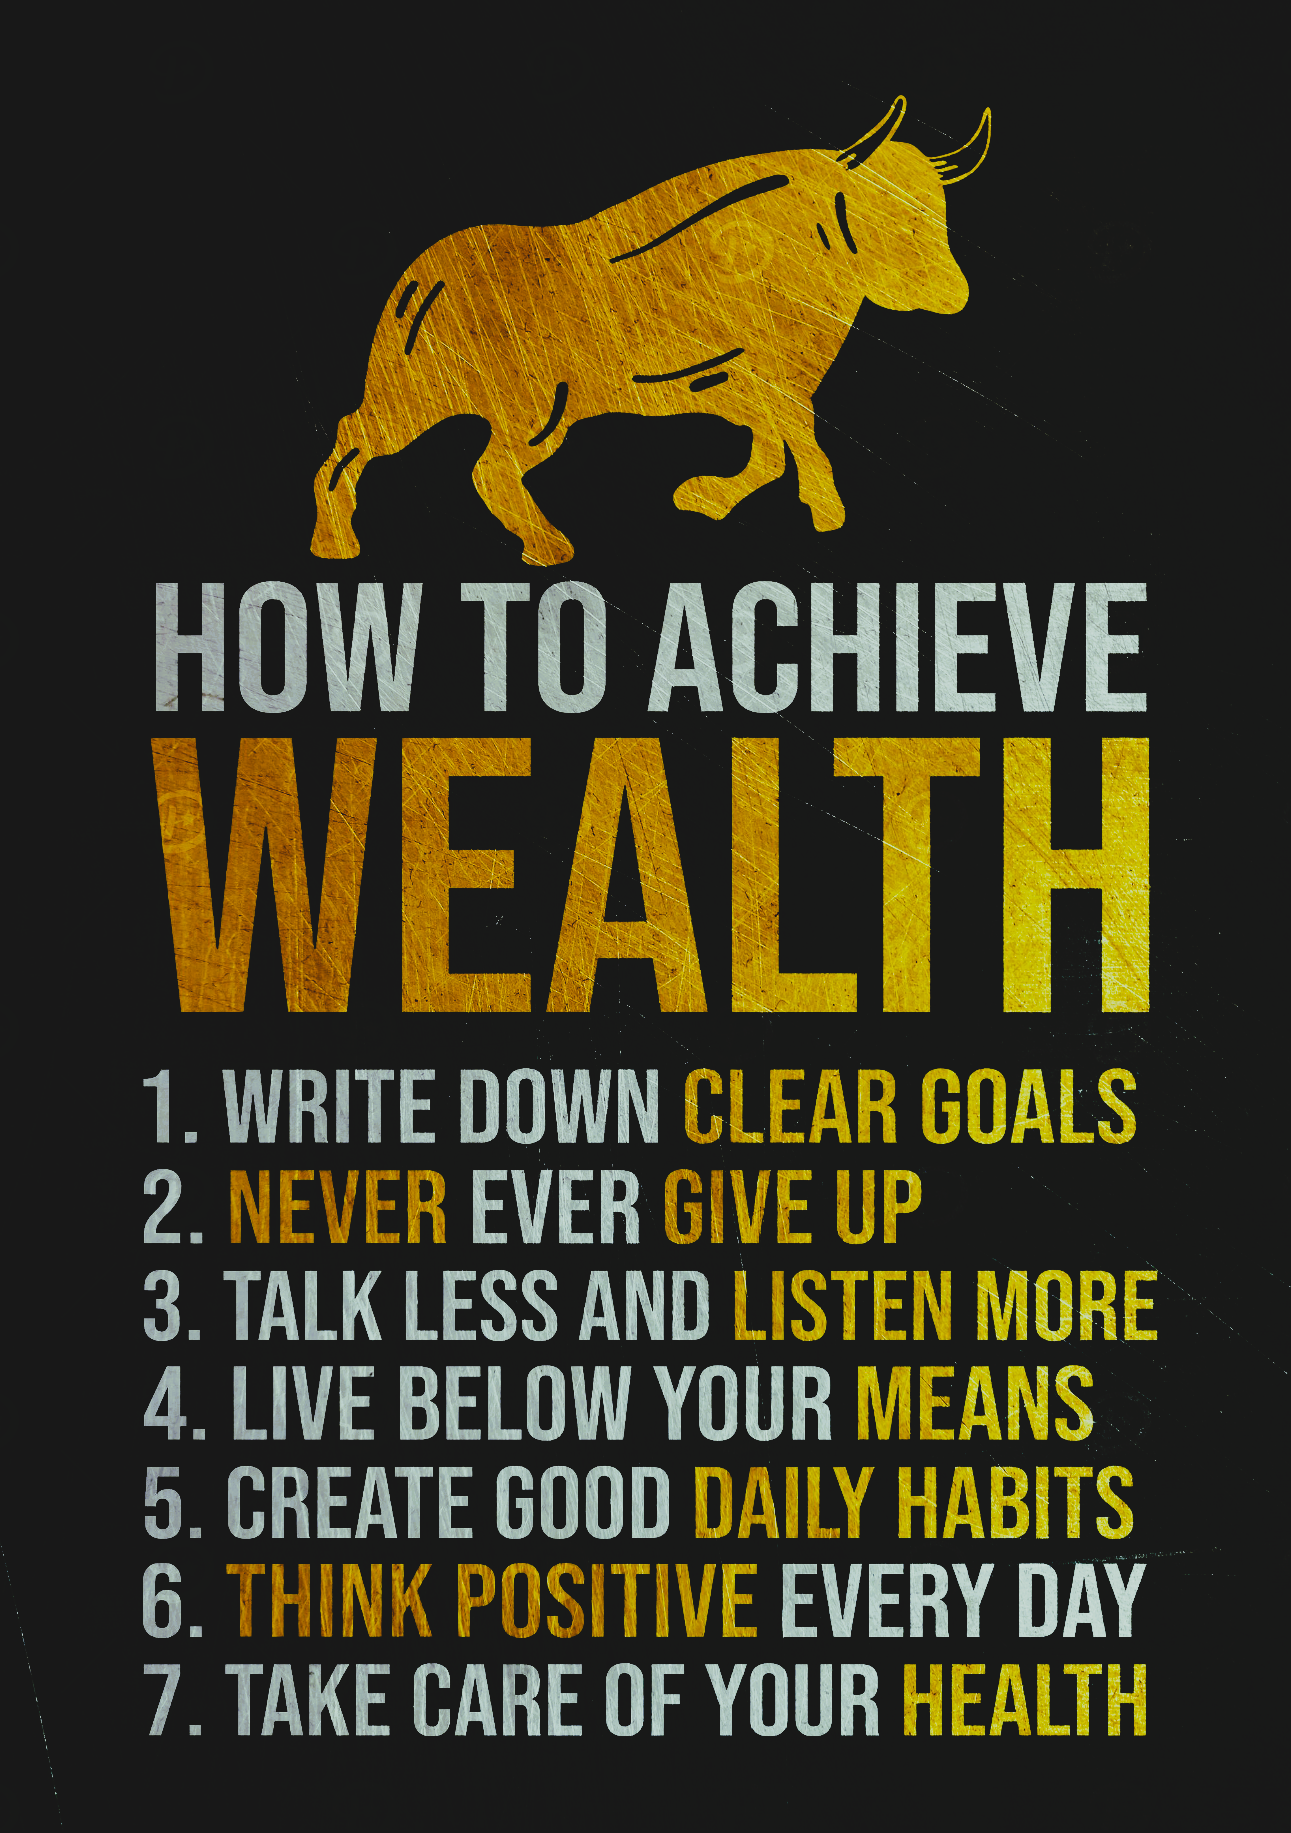 HOW TO ACHIEVE
WEALTH
1. WRITE DOWN CLEAR GOALS
2. NEVER EVER GIVE UP
3. TALK LESS AND LISTEN MORE
4. LIVE BELOW YOUR MEANS
5. CREATE GOOD DAILY HABITS
6. THINK POSITIVE EVERY DAY
7. TAKE CARE OF YOUR HEALTH